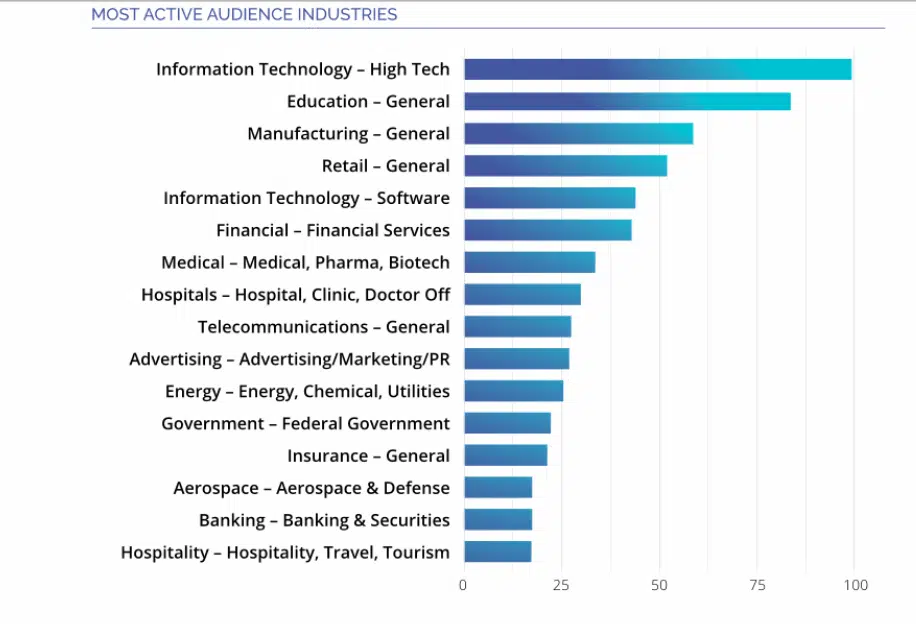 MOST ACTIVE AUDIENCE INDUSTRIES
Information Technology – High Tech
Education – General
Manufacturing – General
Retail – General
Information Technology – Software
Financial – Financial Services
Medical – Medical, Pharma, Biotech
Hospitals – Hospital, Clinic, Doctor Off
Telecommunications – General
Advertising – Advertising/Marketing/PR
Energy – Energy, Chemical, Utilities
Government – Federal Government
Insurance – General
Aerospace – Aerospace & Defense
Banking – Banking & Securities
Hospitality – Hospitality, Travel, Tourism
0 25 50 75 100